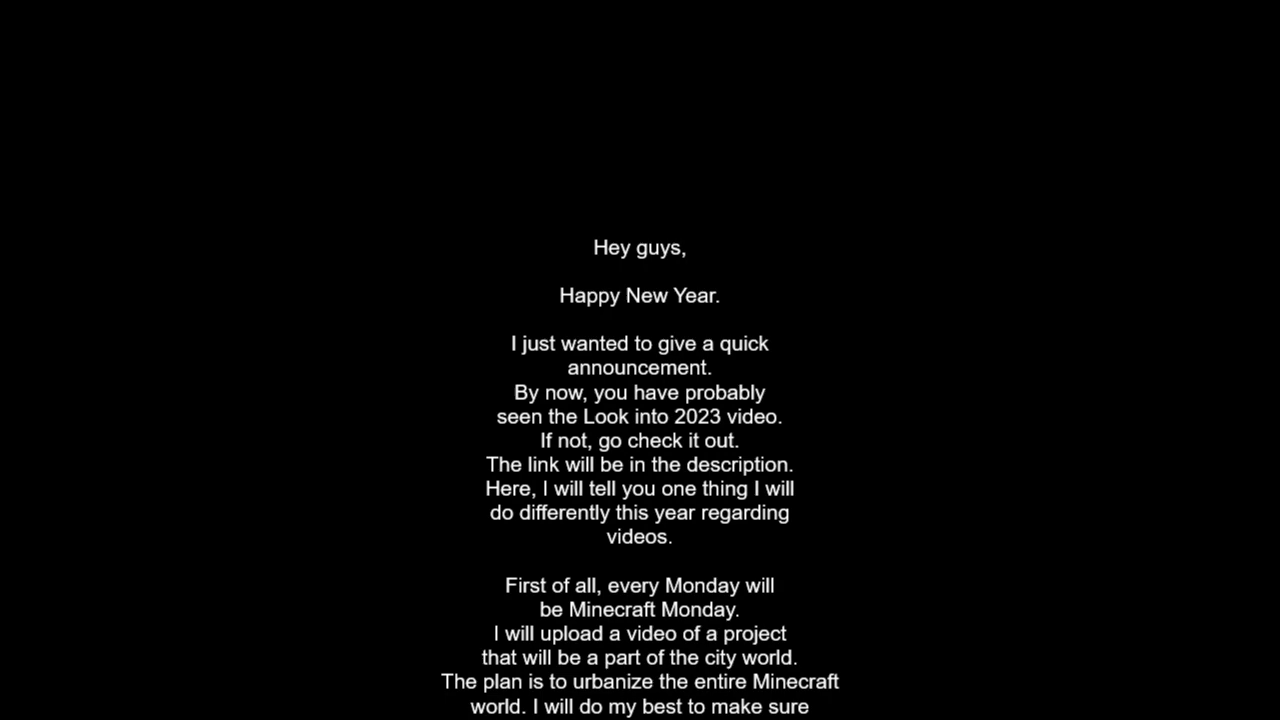 Hey guys,
Happy New Year.
I just wanted to give a quick
announcement.
By now, you have probably
seen the Look into 2023 video.
If not, go check it out.
The link will be in the description.
Here, I will tell you one thing I will
do differently this year regarding
videos.
First of all, every Monday will
be Minecraft Monday.
I will upload a video of a project
that will be a part of the city world.
The plan is to urbanize the entire Minecraft
world. I will do my best to make sure